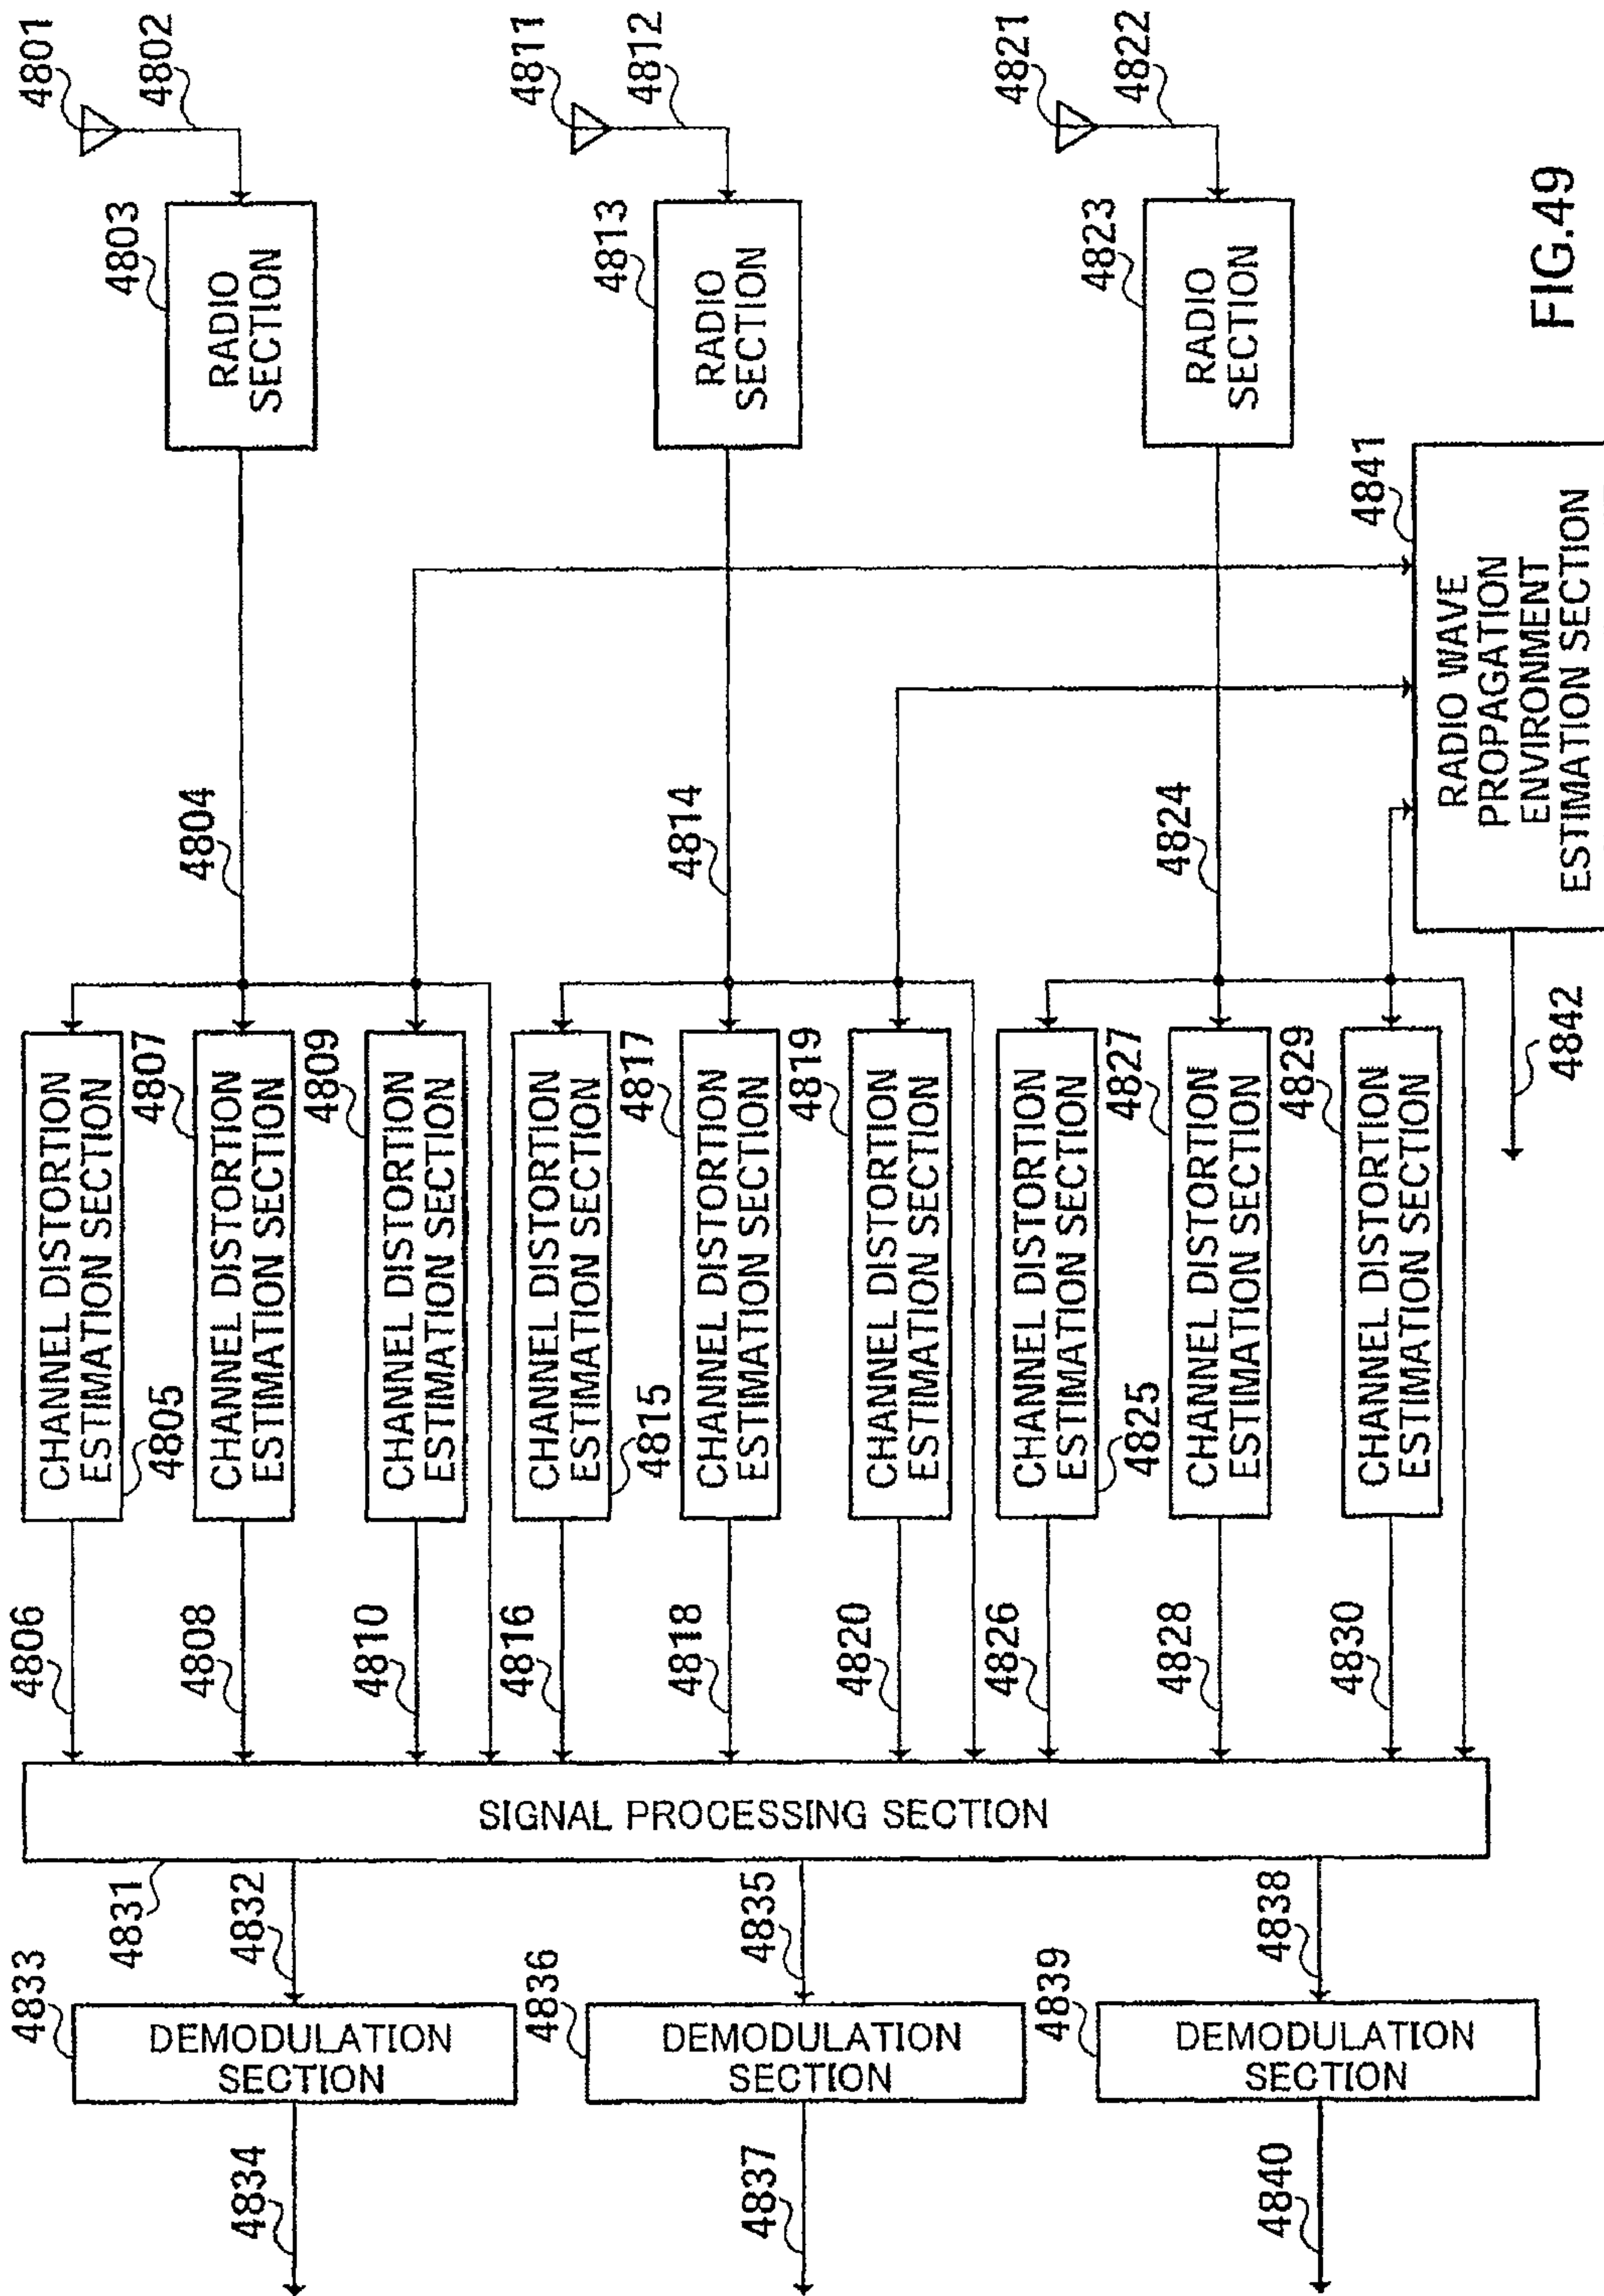 4801
4802
4803
RADIO
SECTION
4804
CHANNEL DISTORTION
ESTIMATION SECTION
4805
4806
4807
CHANNEL DISTORTION
ESTIMATION SECTION
4808
4809
CHANNEL DISTORTION
ESTIMATION SECTION
4810
4811
4812
4813
RADIO
SECTION
4814
CHANNEL DISTORTION
ESTIMATION SECTION
4815
4816
4817
CHANNEL DISTORTION
ESTIMATION SECTION
4818
4819
CHANNEL DISTORTION
ESTIMATION SECTION
4820
4821
4822
4823
RADIO
SECTION
4824
CHANNEL DISTORTION
ESTIMATION SECTION
4825
4826
4827
CHANNEL DISTORTION
ESTIMATION SECTION
4828
4829
CHANNEL DISTORTION
ESTIMATION SECTION
4830
SIGNAL PROCESSING SECTION
4831
4832
4833
DEMODULATION
SECTION
4834
4835
4836
DEMODULATION
SECTION
4837
4838
4839
DEMODULATION
SECTION
4840
4841
RADIO WAVE
PROPAGATION
ENVIRONMENT
ESTIMATION SECTION
4842
FIG.49